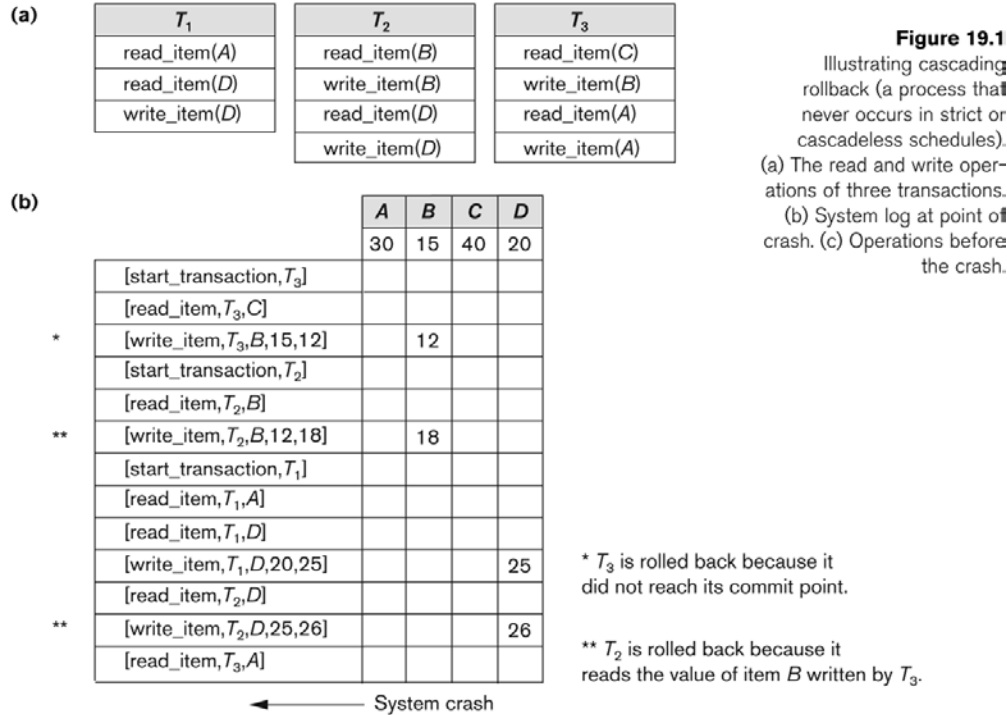 (a)
T1 T2 T3
read_item(A) read_item(B) read_item(C)
read_item(D) write_item(B) write_item(B)
write_item(D) read_item(D) read_item(A)
write_item(D) write_item(A)
Figure 19.1
Illustrating cascading
rollback (a process that
never occurs in strict or
cascadeless schedules).
(a) The read and write oper-
ations of three transactions.
(b) System log at point of
crash. (c) Operations before
the crash.
(b)
A B C D
30 15 40 20
[start_transaction,T3]
[read_item,T3,C]
* [write_item,T3,B,15,12] 12
[start_transaction,T2]
[read_item,T2,B]
** [write_item,T2,B,12,18] 18
[start_transaction,T1]
[read_item,T1,A]
[read_item,T1,D]
[write_item,T1,D,20,25] 25
[read_item,T2,D]
** [write_item,T2,D,25,26] 26
[read_item,T3,A]
System crash
* T3 is rolled back because it
did not reach its commit point.
** T2 is rolled back because it
reads the value of item B written by T3.